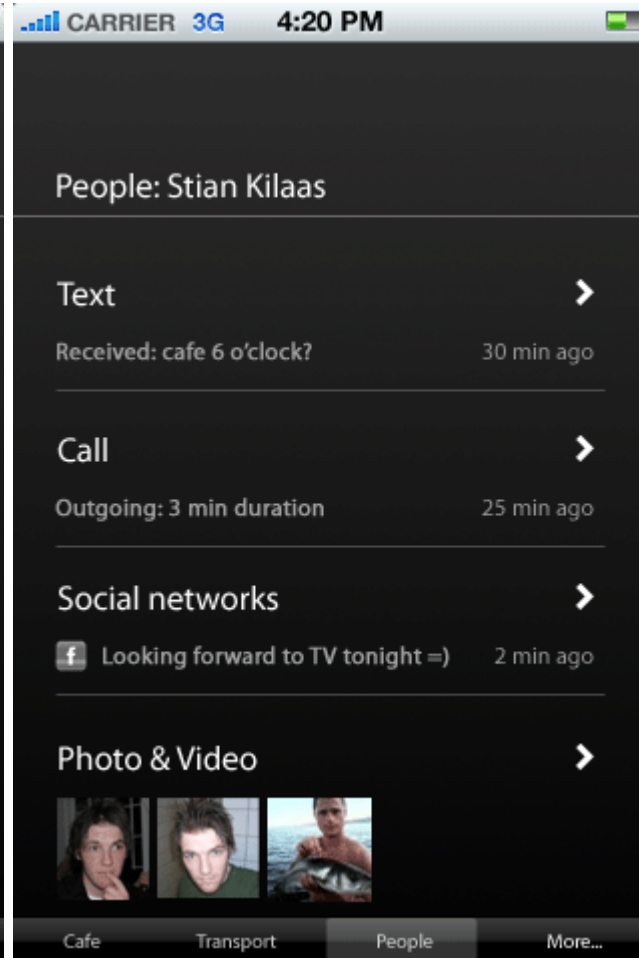 CARRIER 3G 4:20 PM
People: Stian Kilaas
Text
Received: cafe 6 o'clock? 30 min ago
Call
Outgoing: 3 min duration 25 min ago
Social networks
f Looking forward to TV tonight =) 2 min ago
Photo & Video
Cafe Transport People More...